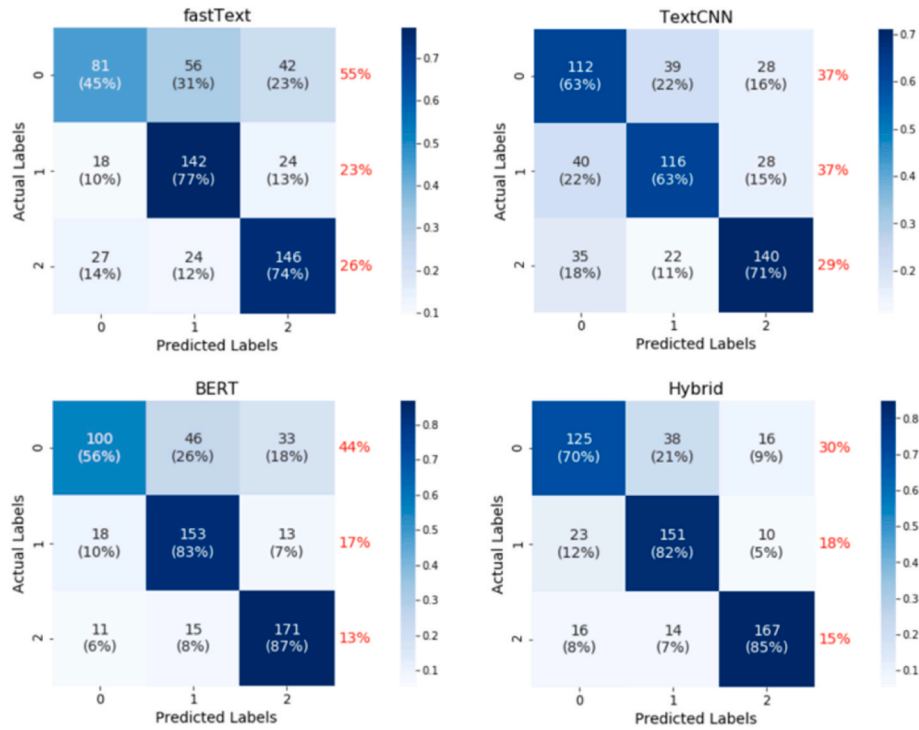 fastText
81 56 42
(45%) (31%) (23%)
55%
18 142 24
(10%) (77%) (13%)
23%
27 24 146
(14%) (12%) (74%)
26%
0
1
2
Actual Labels
0 1 2
Predicted Labels
0.7
0.6
0.5
0.4
0.3
0.2
0.1
TextCNN
112 39 28
(63%) (22%) (16%)
37%
40 116 28
(22%) (63%) (15%)
37%
35 22 140
(18%) (11%) (71%)
29%
0
1
2
Actual Labels
0 1 2
Predicted Labels
0.7
0.6
0.5
0.4
0.3
0.2
BERT
100 46 33
(56%) (26%) (18%)
44%
18 153 13
(10%) (83%) (7%)
17%
11 15 171
(6%) (8%) (87%)
13%
0
1
2
Actual Labels
0 1 2
Predicted Labels
0.8
0.7
0.6
0.5
0.4
0.3
0.2
0.1
Hybrid
125 38 16
(70%) (21%) (9%)
30%
23 151 10
(12%) (82%) (5%)
18%
16 14 167
(8%) (7%) (85%)
15%
0
1
2
Actual Labels
0 1 2
Predicted Labels
0.8
0.7
0.6
0.5
0.4
0.3
0.2
0.1